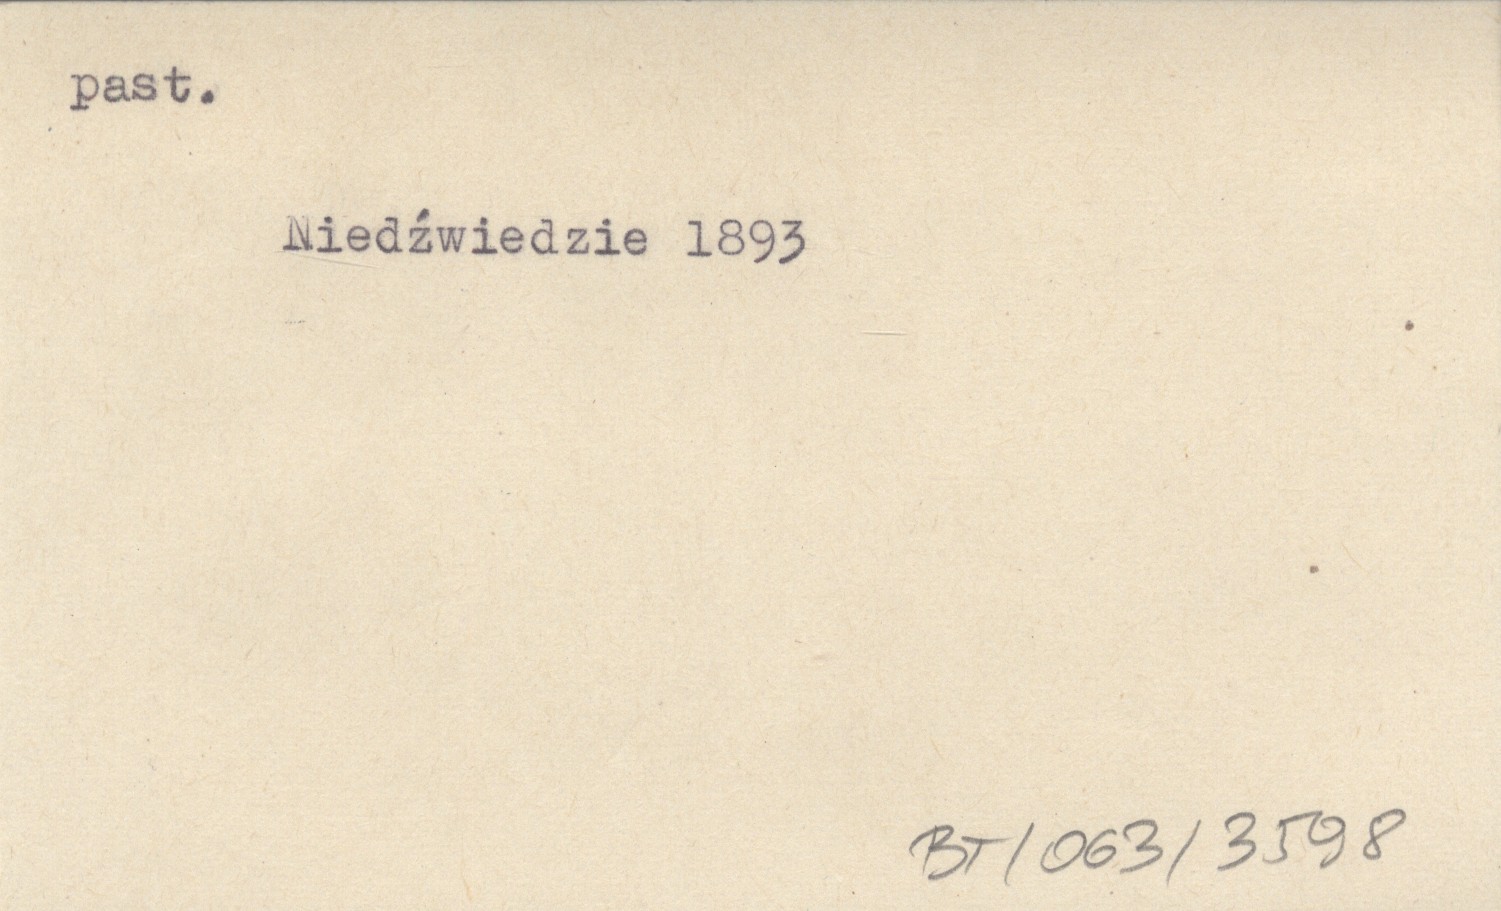 past.
Niedźwiedzie 1893
BT/063/3598